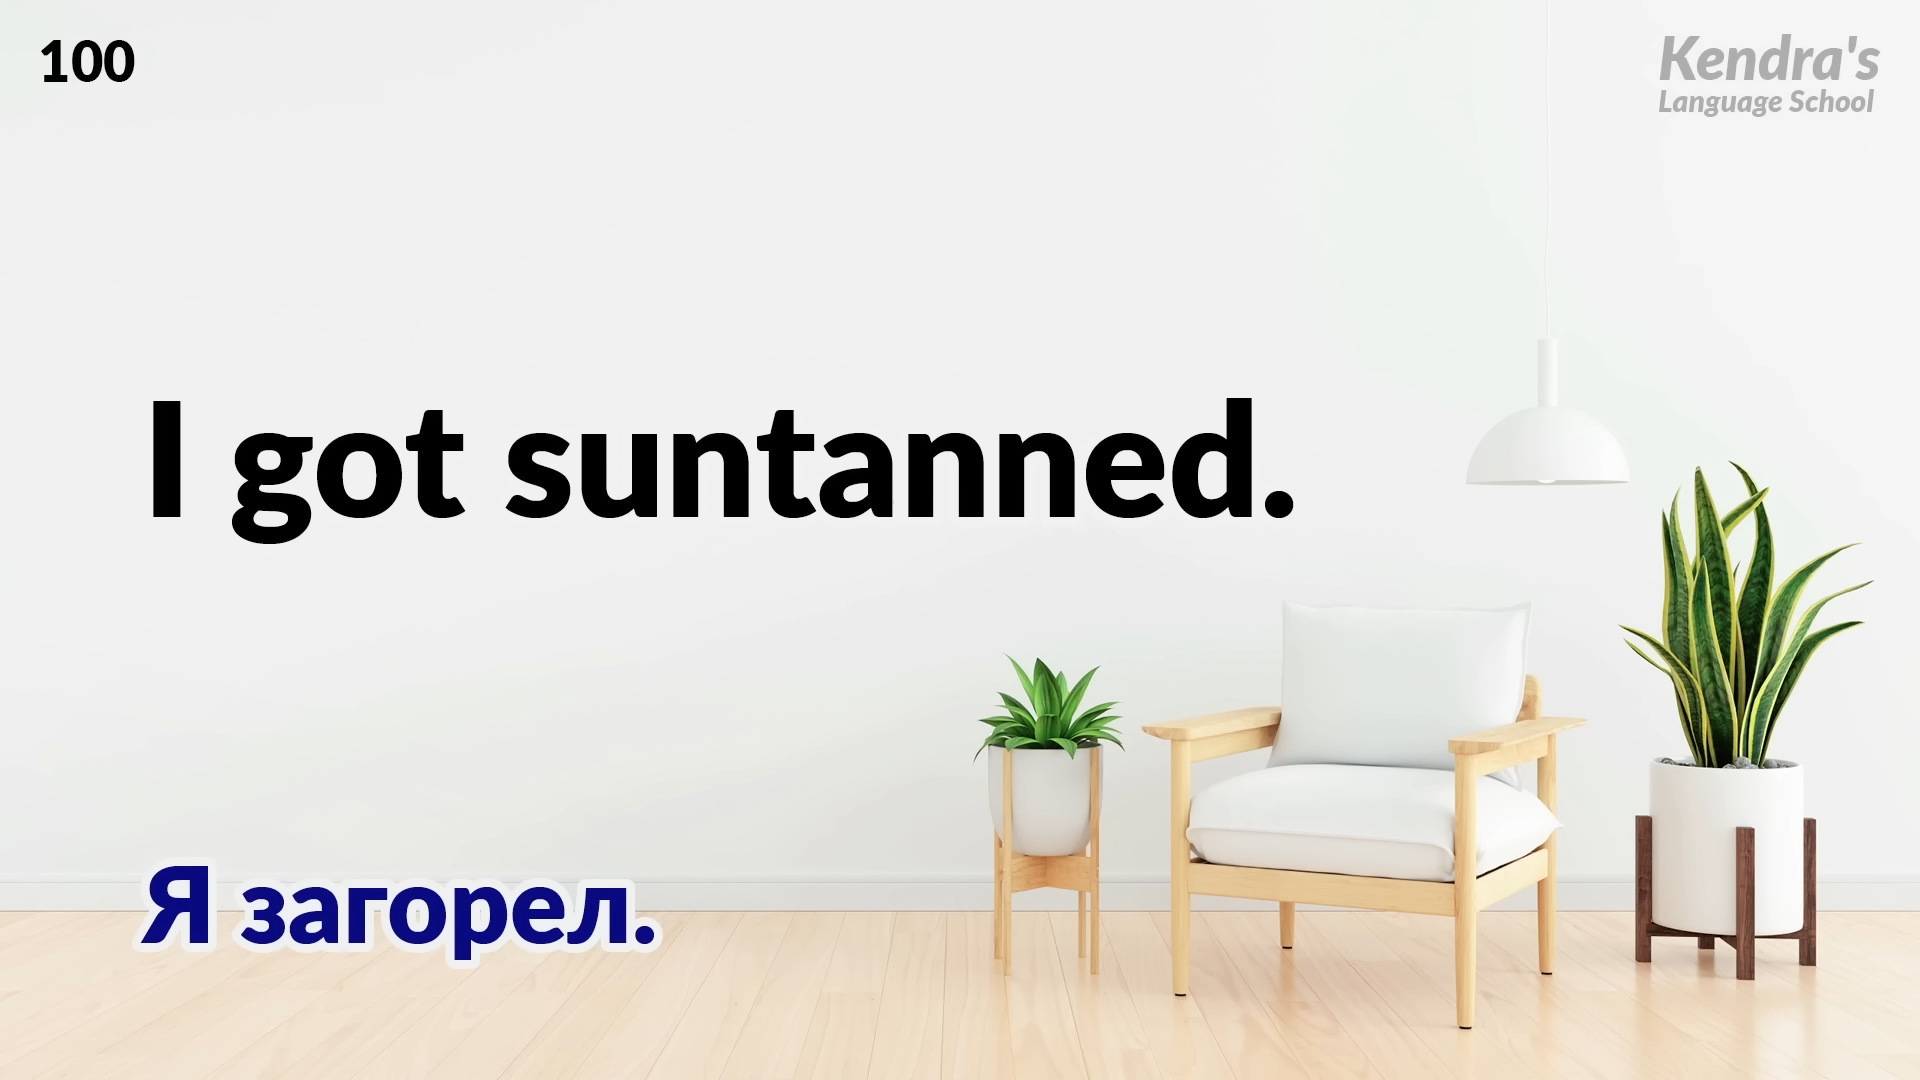 100
Kendra's
Language School
I got suntanned.
Я загорел.